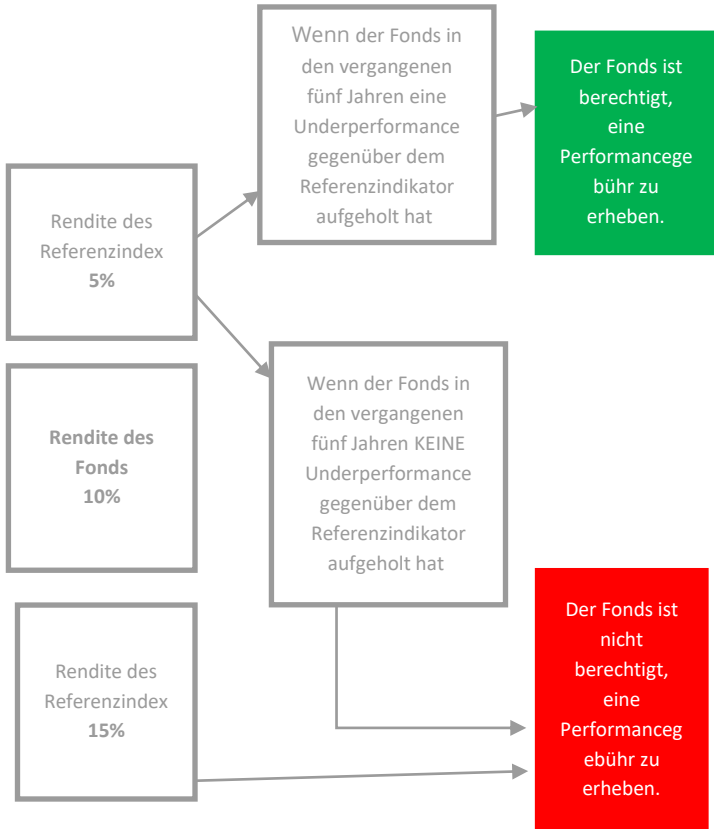 Wenn der Fonds in
den vergangenen
fünf Jahren eine
Underperformance
gegenüber dem
Referenzindikator
aufgeholt hat
Der Fonds ist
berechtigt,
eine
Performancege
bühr zu
erheben.
Rendite des
Referenzindex
5%
Rendite des
Fonds
10%
Wenn der Fonds in
den vergangenen
fünf Jahren KEINE
Underperformance
gegenüber dem
Referenzindikator
aufgeholt hat
Rendite des
Referenzindex
15%
Der Fonds ist
nicht
berechtigt,
eine
Performanceg
ebühr zu
erheben.